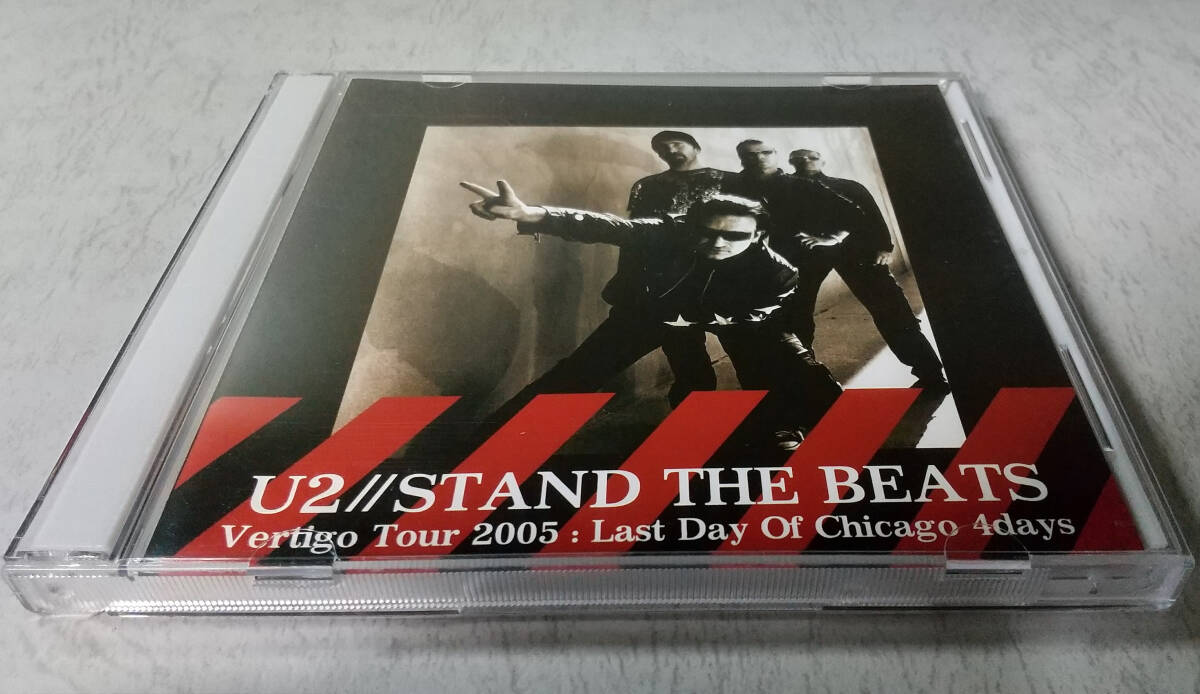 U2//STAND THE BEATS
Vertigo Tour 2005 : Last Day Of Chicago 4days